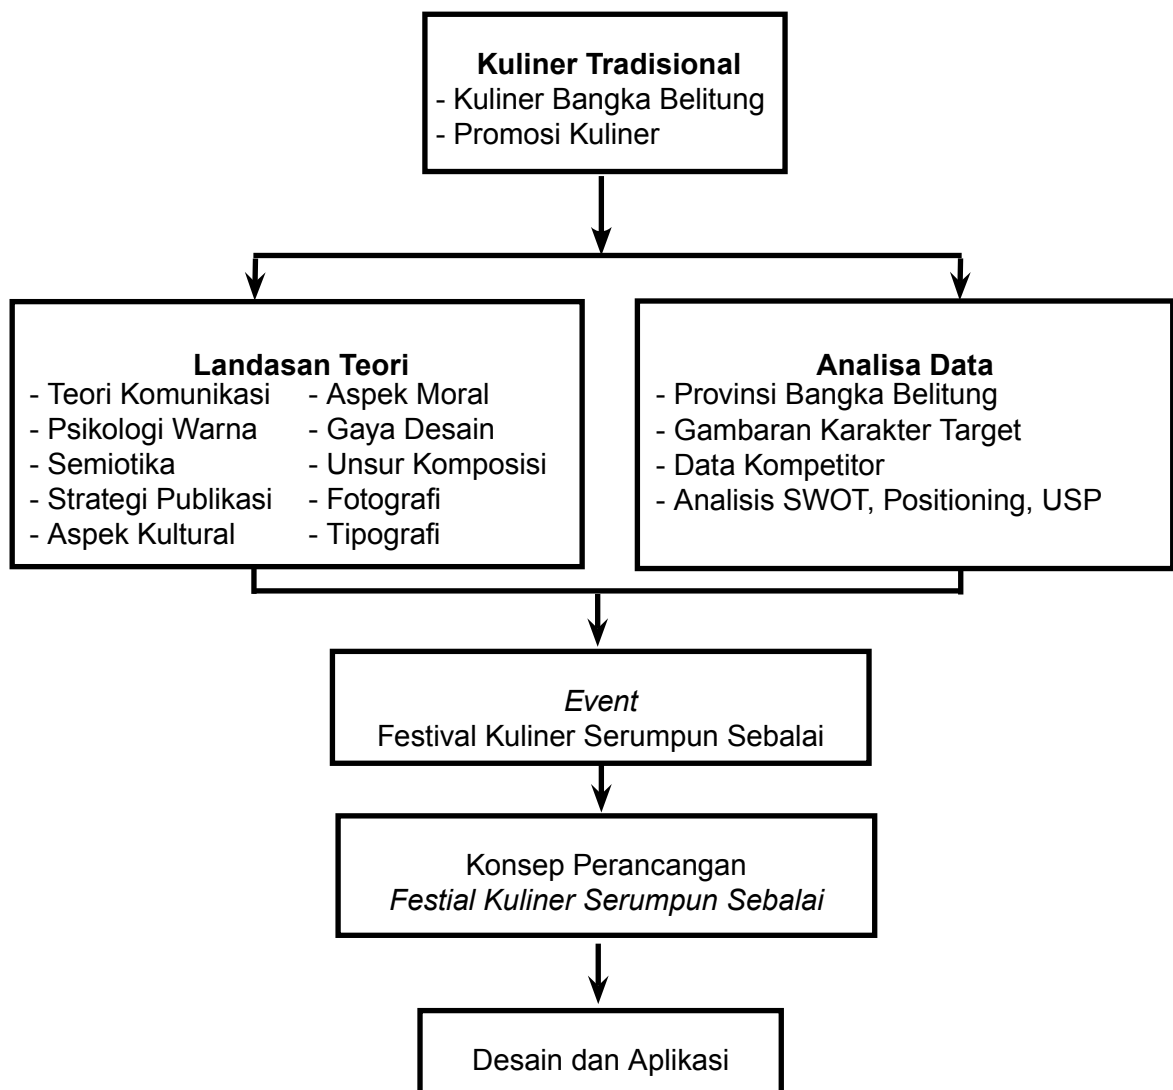 Kuliner Tradisional
- Kuliner Bangka Belitung
- Promosi Kuliner
Landasan Teori
- Teori Komunikasi
- Psikologi Warna
- Semiotika
- Strategi Publikasi
- Aspek Kultural
- Aspek Moral
- Gaya Desain
- Unsur Komposisi
- Fotografi
- Tipografi
Analisa Data
- Provinsi Bangka Belitung
- Gambaran Karakter Target
- Data Kompetitor
- Analisis SWOT, Positioning, USP
Event
Festival Kuliner Serumpun Sebalai
Konsep Perancangan
Festial Kuliner Serumpun Sebalai
Desain dan Aplikasi